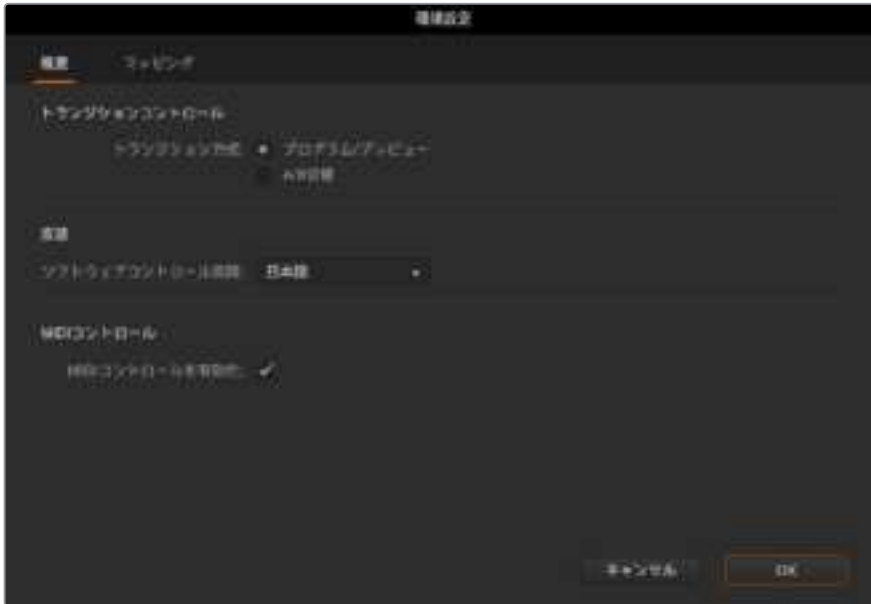 環境設定
概要 マッピング
トランジションコントロール
トランジション方式: プログラム/プレビュー
A/B切替
言語
ソフトウェアコントロール言語: 日本語
MIDIコントロール
MIDIコントロールを有効化:
キャンセル OK